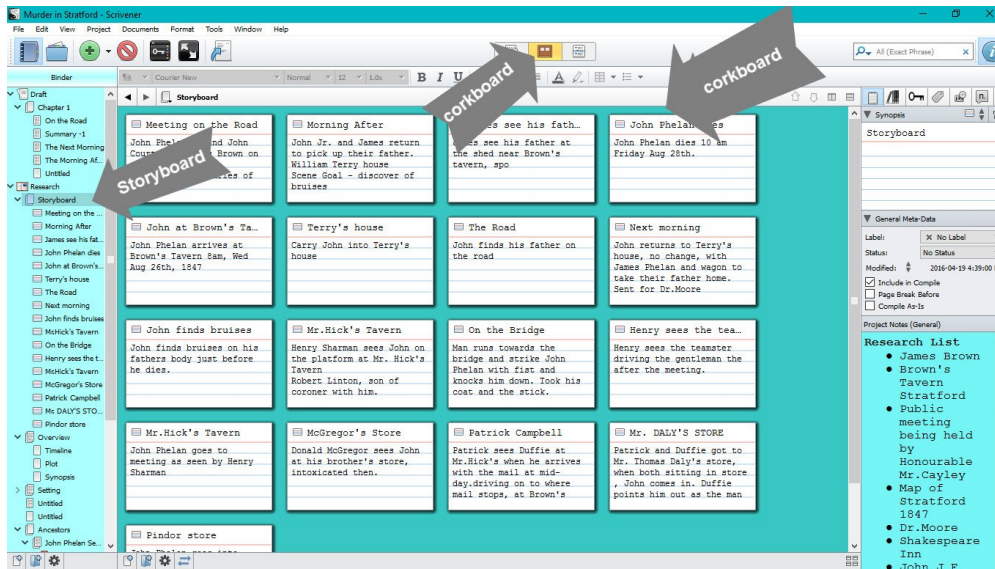 Murder in Stratford - Scrivener
File Edit View Project Documents Format Tools Window Help
All (Exact Phrase)
Binder
Courier New Normal 12 1.0x B I U A
Draft
Chapter 1
On the Road
Summary -1
The Next Morning
The Morning Af...
Untitled
Research
Storyboard
Meeting on the ...
Morning After
James see his fat...
John Phelan dies
John at Brown's...
Terry's house
The Road
Next morning
John finds bruises
MsHick's Tavern
On the Bridge
Henry sees the t...
MsHick's Tavern
McGregor's Store
Patrick Campbell
Ms DALY'S STO...
Pindor store
Overview
Timeline
Plot
Synopsis
Setting
Untitled
Untitled
Ancestors
John Phelan Se...
Storyboard
Storyboard
corkboard
corkboard
Meeting on the Road
John
and John
Brown on
of
Morning After
John Jr. and James return
to pick up their father.
William Terry house
Scene Goal - discover of
bruises
see his fath...
see his father at
the shed near Brown's
tavern, spo
John Phelan
John Phelan dies 10 am
Friday Aug 28th.
John at Brown's Ta...
John Phelan arrives at
Brown's Tavern 8am, Wed
Aug 26th, 1847
Terry's house
Carry John into Terry's
house
The Road
John finds his father on
the road
Next morning
John returns to Terry's
house, no change, with
James Phelan and wagon to
take their father home.
Sent for Dr.Moore
John finds bruises
John finds bruises on his
fathers body just before
he dies.
Mr.Hick's Tavern
Henry Sharman sees John on
the platform at Mr. Hick's
Tavern
Robert Linton, son of
coroner with him.
On the Bridge
Man runs towards the
bridge and strike John
Phelan with fist and
knocks him down. Took his
coat and the stick.
Henry sees the tea...
Henry sees the teamster
driving the gentleman the
after the meeting.
Mr.Hick's Tavern
John Phelan goes to
meeting as seen by Henry
Sharman
McGregor's Store
Donald McGregor sees John
at his brother's store,
intoxicated then.
Patrick Campbell
Patrick sees Duffie at
Mr.Hick's when he arrives
with the mail at mid-
day.driving on to where
mail stops, at Brown's
Mr. DALY'S STORE
Patrick and Duffie got to
Mr. Thomas Daly's store,
when both sitting in store
, John comes in. Duffie
points him out as the man
Pindor store
Synopsis
Storyboard
General Meta-Data
Label: No Label
Status: No Status
Modified: 2016-04-19 4:39:00
Include in Compile
Page Break Before
Compile As-Is
Project Notes (General)
Research List
• James Brown
• Brown's
Tavern
Stratford
• Public
meeting
being held
by
Honourable
Mr.Cayley
• Map of
Stratford
1847
• Dr.Moore
• Shakespeare
Inn
• John J F